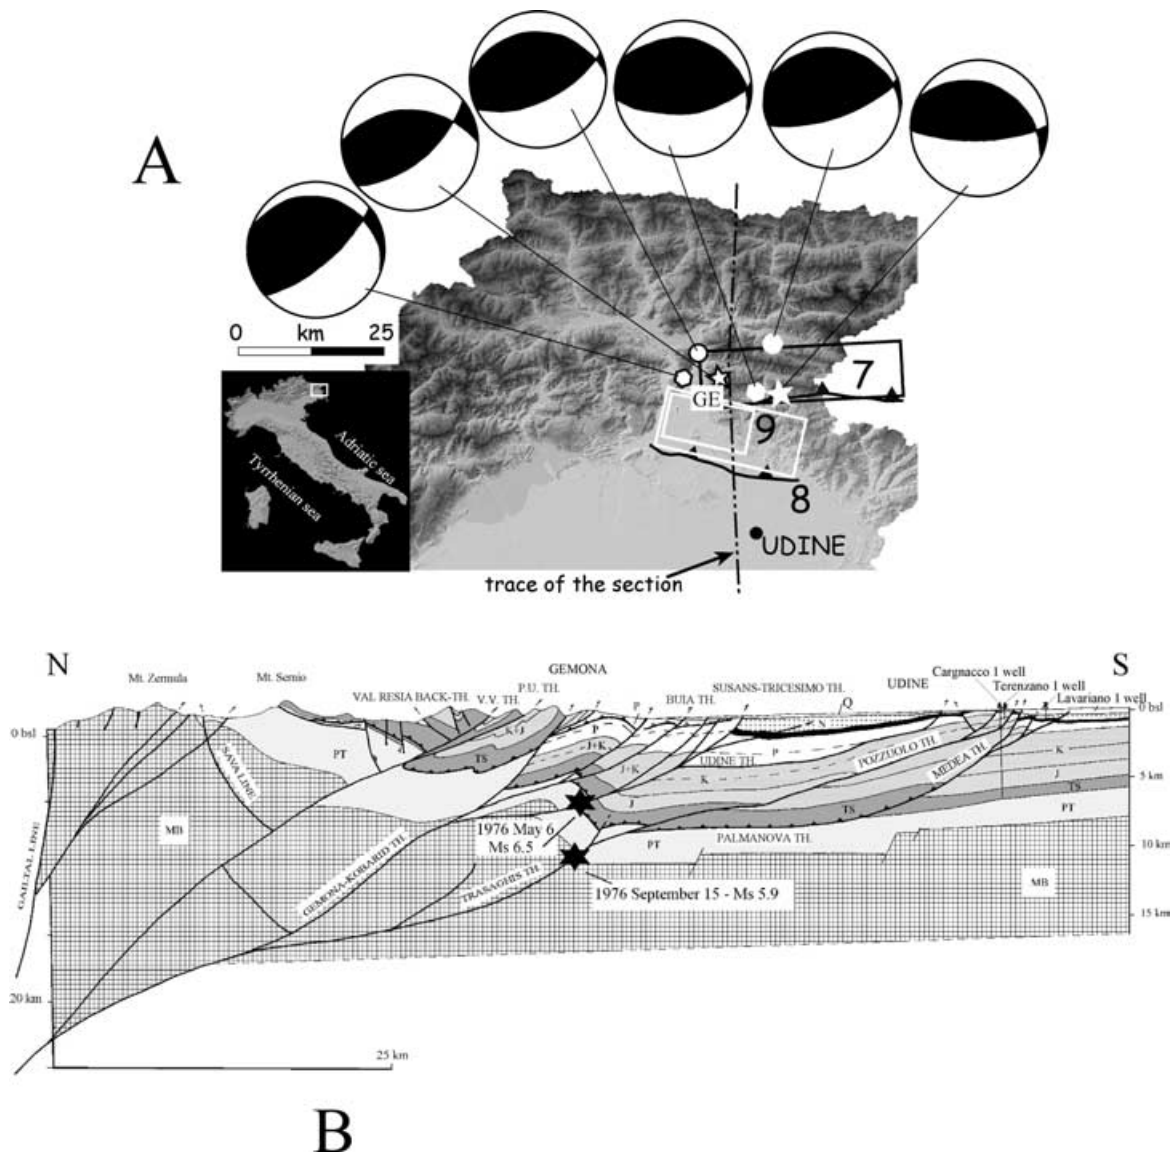 A
0 km 25
Adriatic sea
Tyrrhenian sea
7
GE
9
8
UDINE
trace of the section
N
S
GEMONA
Cargnacco 1 well
Mt. Zermula
Mt. Sernio
P.U. TH.
SUSANS-TRICESIMO TH.
UDINE
Terenzano 1 well
VAL RESIA BACK-TH.
V.V. TH.
P
BUIA TH.
Q
Lavariano 1 well
0 bsl
0 bsl
N
K+J
P
P
SAVA LINE
PT
J+K
J+K
UDINE TH.
POZZUOLO TH.
MEDEA TH.
K
TS
K
J
5 km
TS
J
TS
PT
MB
1976 May 6
Ms 6.5
PT
PALMANOVA TH.
10 km
GAILTAL LINE
GEMONA-KOBARID TH.
TRASAGHIS TH.
1976 September 15 - Ms 5.9
MB
15 km
20 km
25 km
B